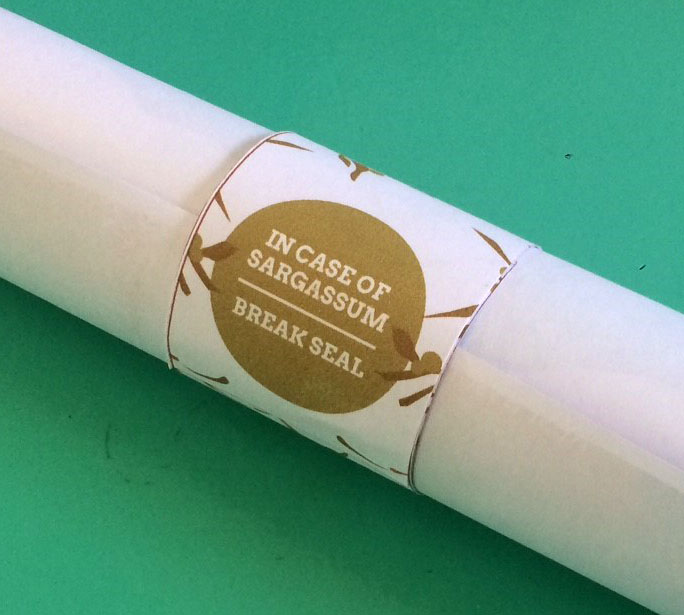 IN CASE OF
SARGASSUM
BREAK SEAL